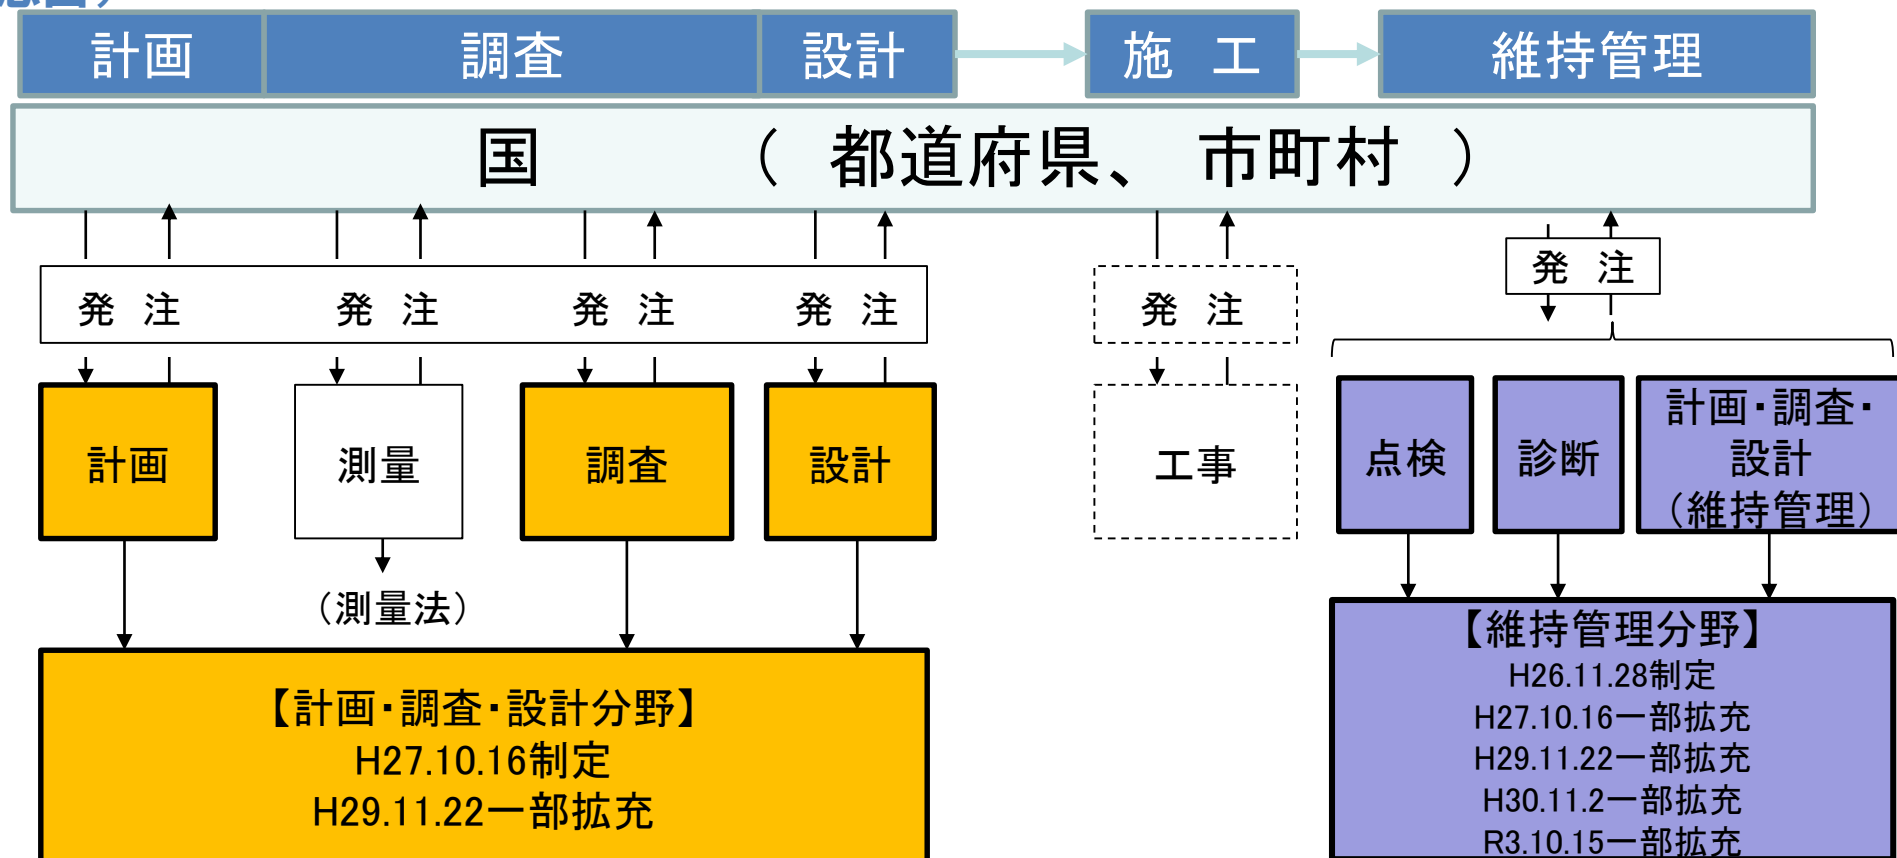 計画 調査 設計 施 工 維持管理
国 （ 都道府県、 市町村 ）
発 注 発 注 発 注 発 注 発 注 発 注
計画 測量 調査 設計 工事 点検 診断 計画・調査・
設計
（維持管理）
（測量法）
【計画・調査・設計分野】
H27.10.16制定
H29.11.22一部拡充
【維持管理分野】
H26.11.28制定
H27.10.16一部拡充
H29.11.22一部拡充
H30.11.2一部拡充
R3.10.15一部拡充